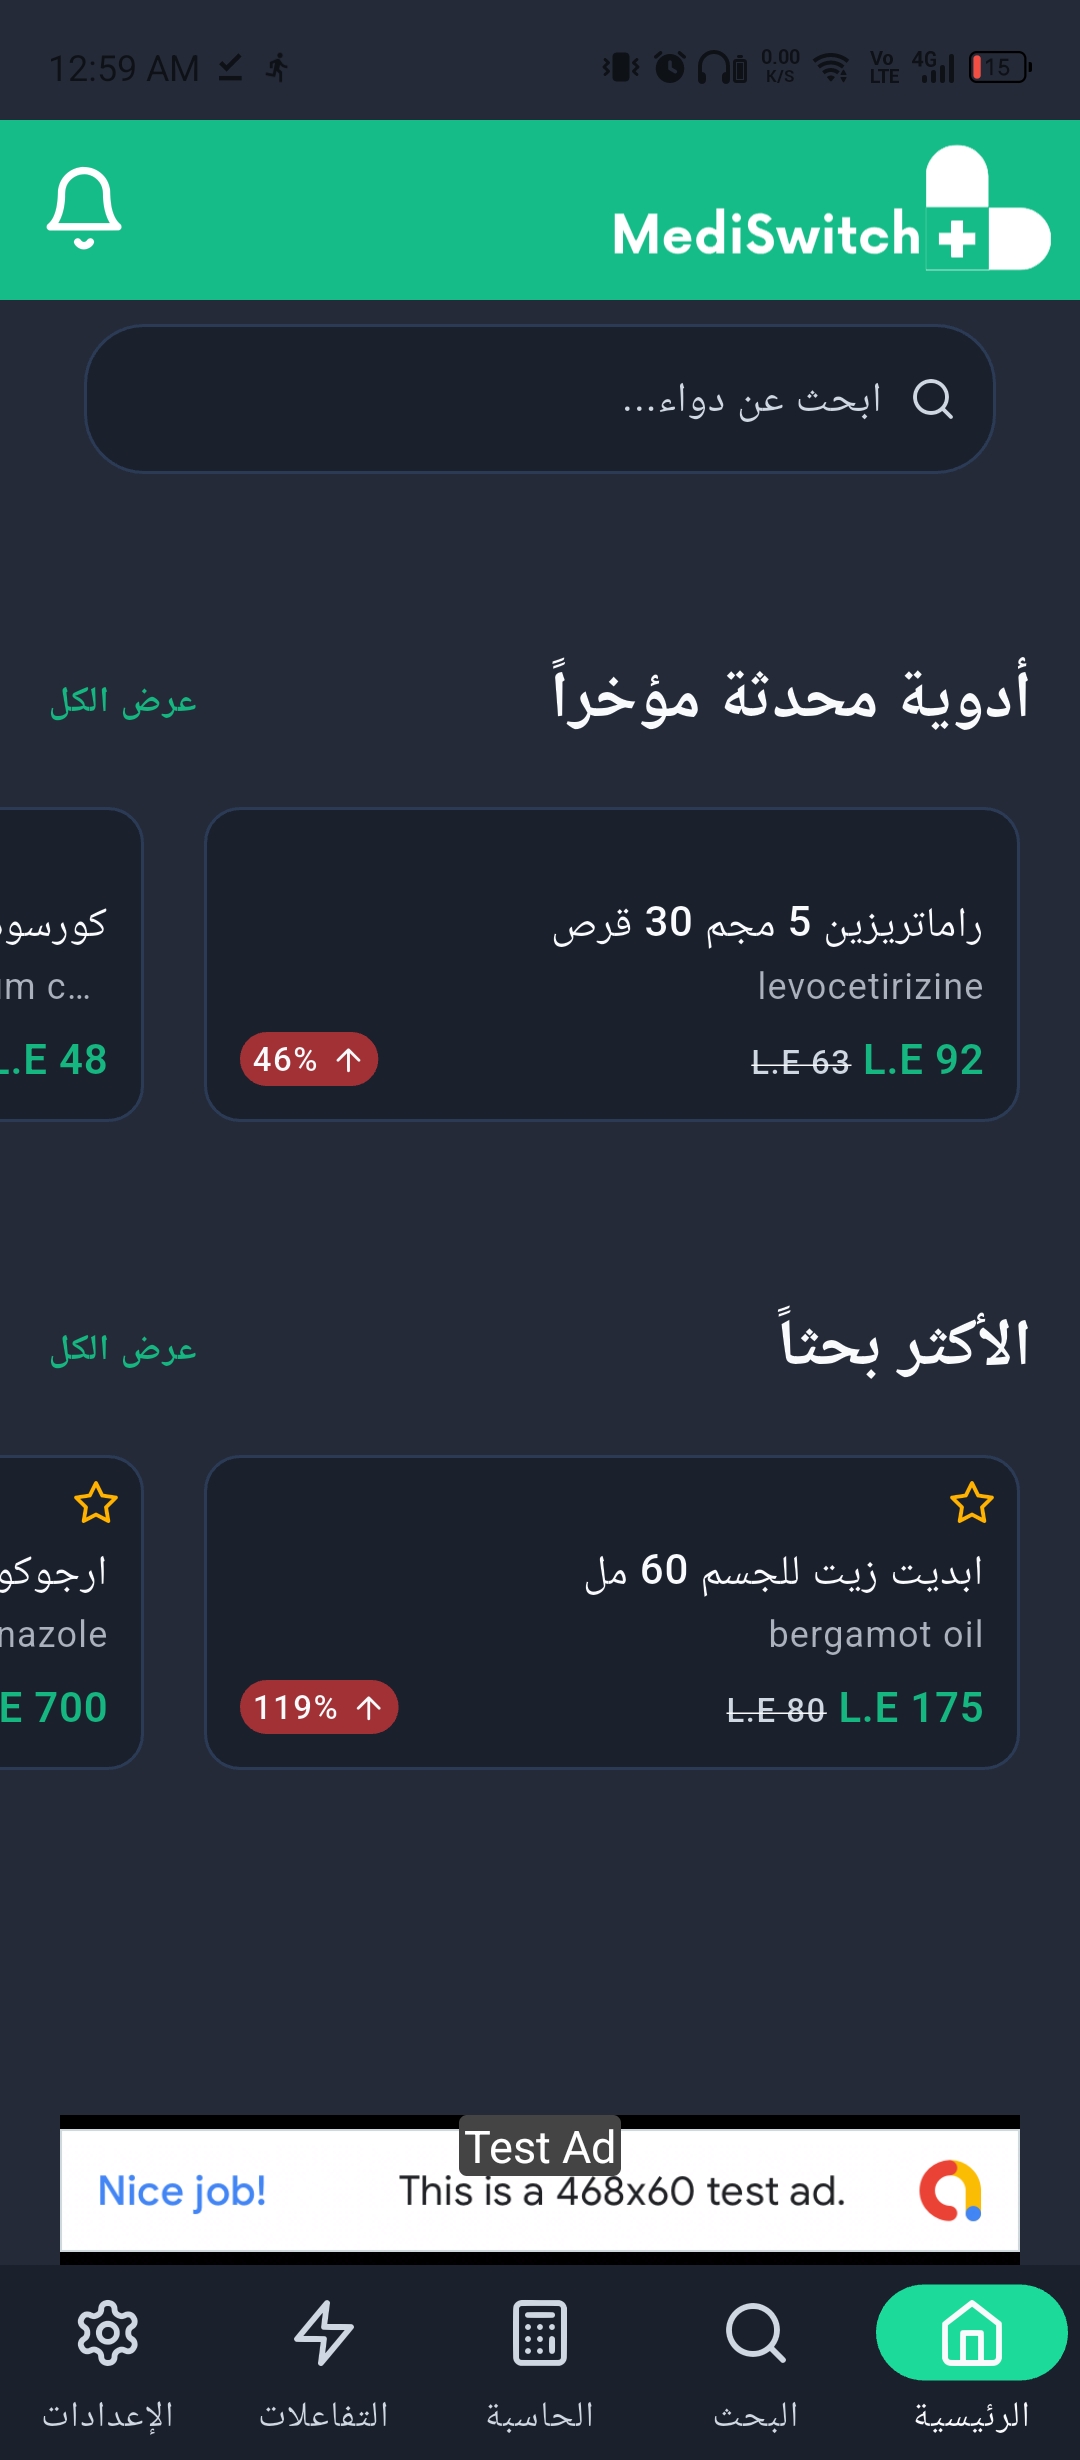 12:59 AM
0.00 K/S
Vo LTE
4G
15
MediSwitch
ابحث عن دواء...
أدوية محدثة مؤخراً
عرض الكل
راماتريزين 5 مجم 30 قرص
levocetirizine
L.E 92 L.E 63
46%
L.E 48
الأكثر بحثاً
عرض الكل
ابديت زيت للجسم 60 مل
bergamot oil
L.E 175 L.E 80
119%
E 700
Test Ad
Nice job!
This is a 468x60 test ad.
الرئيسية
البحث
الحاسبة
التفاعلات
الإعدادات